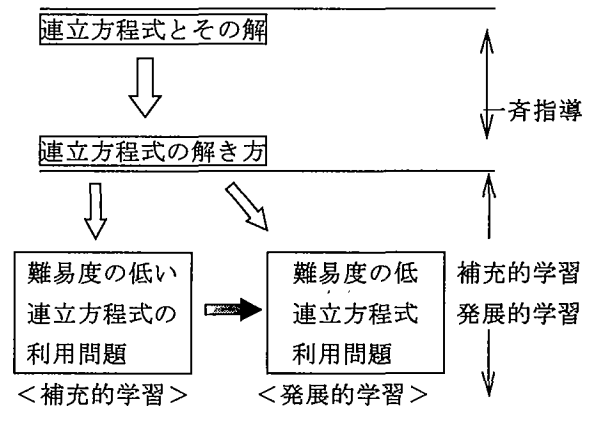 連立方程式とその解
一斉指導
連立方程式の解き方
難易度の低い
連立方程式の
利用問題
<補充的学習>
難易度の低
連立方程式
利用問題
<発展的学習>
補充的学習
発展的学習